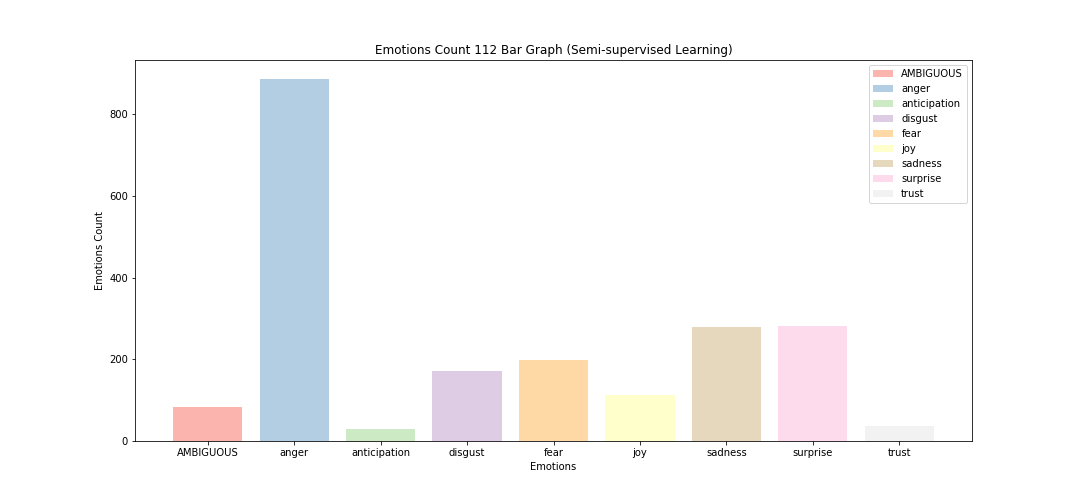 Emotions Count 112 Bar Graph (Semi-supervised Learning)
AMBIGUOUS
anger
anticipation
disgust
fear
joy
sadness
surprise
trust
800
600
400
200
0
Emotions Count
AMBIGUOUS anger anticipation disgust fear joy sadness surprise trust
Emotions